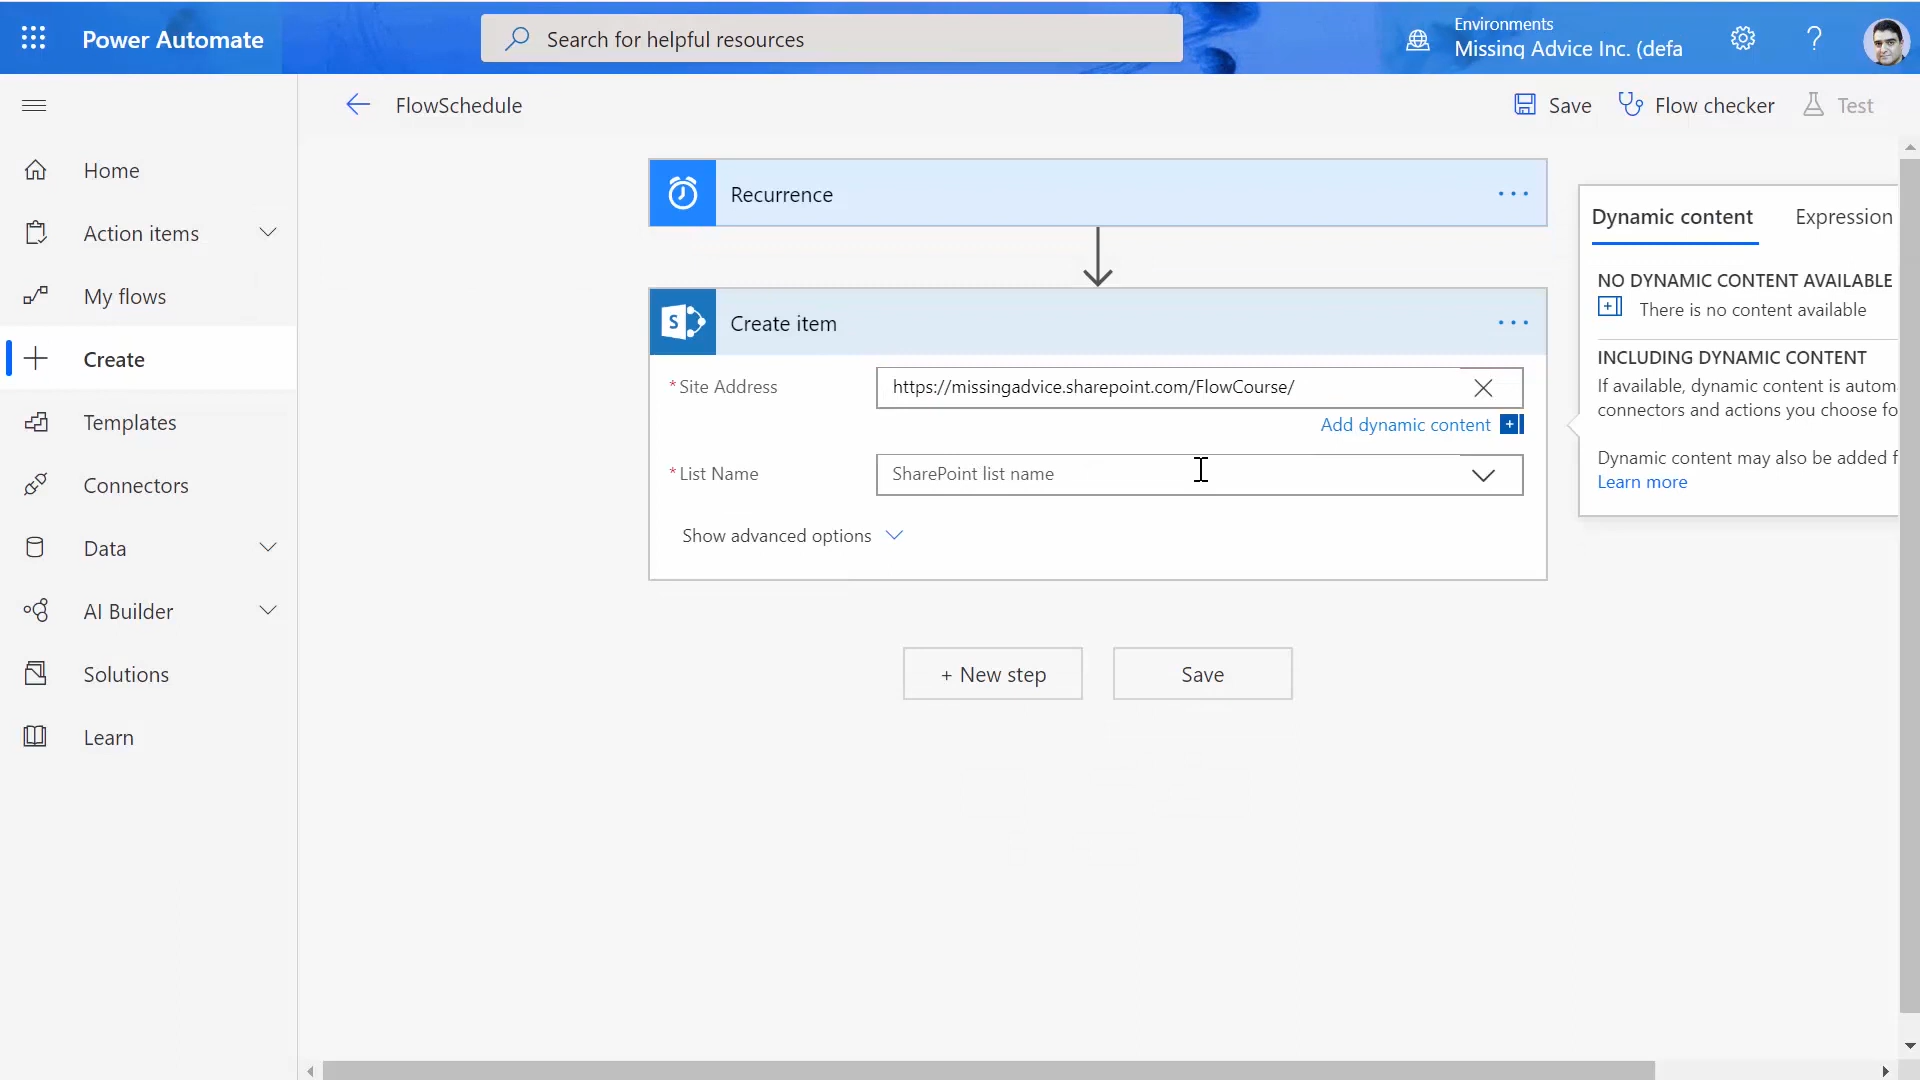 Power Automate
Search for helpful resources
Environments
Missing Advice Inc. (defa
?
FlowSchedule
Save
Flow checker
Test
Home
Action items
My flows
Create
Templates
Connectors
Data
AI Builder
Solutions
Learn
Recurrence
S
Create item
* Site Address
https://missingadvice.sharepoint.com/FlowCourse/
Add dynamic content
* List Name
SharePoint list name
Show advanced options
+ New step
Save
Dynamic content
Expression
NO DYNAMIC CONTENT AVAILABLE
There is no content available
INCLUDING DYNAMIC CONTENT
If available, dynamic content is autom
connectors and actions you choose fo
Dynamic content may also be added f
Learn more